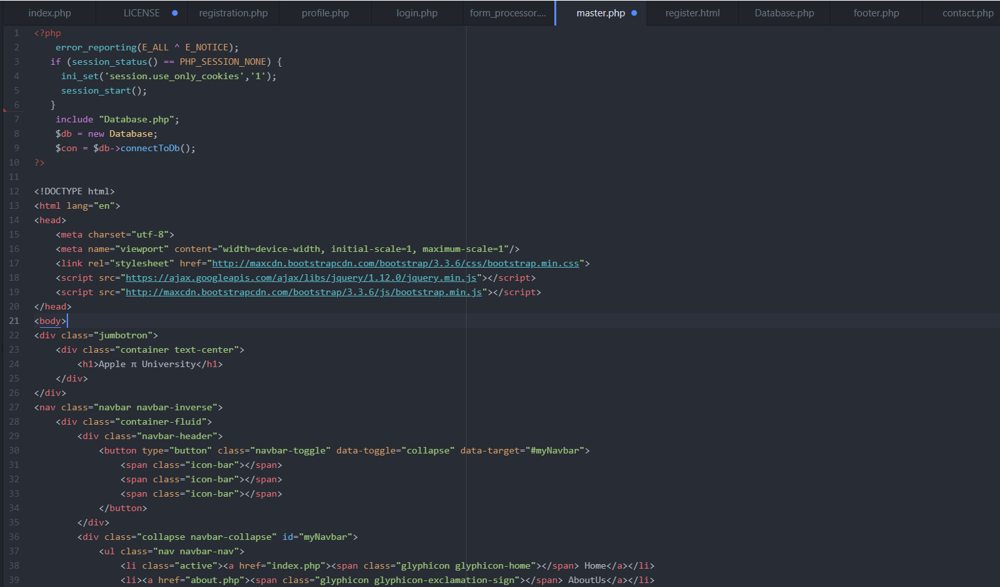 index.php LICENSE registration.php profile.php login.php form_processor.... master.php register.html Database.php footer.php contact.php
1 <?php
2     error_reporting(E_ALL ^ E_NOTICE);
3    if (session_status() == PHP_SESSION_NONE) {
4      ini_set('session.use_only_cookies','1');
5      session_start();
6    }
7     include "Database.php";
8     $db = new Database;
9     $con = $db->connectToDb();
10 ?>
11
12 <!DOCTYPE html>
13 <html lang="en">
14 <head>
15     <meta charset="utf-8">
16     <meta name="viewport" content="width=device-width, initial-scale=1, maximum-scale=1"/>
17     <link rel="stylesheet" href="http://maxcdn.bootstrapcdn.com/bootstrap/3.3.6/css/bootstrap.min.css">
18     <script src="https://ajax.googleapis.com/ajax/libs/jquery/1.12.0/jquery.min.js"></script>
19     <script src="http://maxcdn.bootstrapcdn.com/bootstrap/3.3.6/js/bootstrap.min.js"></script>
20 </head>
21 <body>
22 <div class="jumbotron">
23     <div class="container text-center">
24         <h1>Apple π University</h1>
25     </div>
26 </div>
27 <nav class="navbar navbar-inverse">
28     <div class="container-fluid">
29         <div class="navbar-header">
30             <button type="button" class="navbar-toggle" data-toggle="collapse" data-target="#myNavbar">
31                 <span class="icon-bar"></span>
32                 <span class="icon-bar"></span>
33                 <span class="icon-bar"></span>
34             </button>
35         </div>
36         <div class="collapse navbar-collapse" id="myNavbar">
37             <ul class="nav navbar-nav">
38                 <li class="active"><a href="index.php"><span class="glyphicon glyphicon-home"></span> Home</a></li>
39                 <li><a href="about.php"><span class="glyphicon glyphicon-exclamation-sign"></span> AboutUs</a></li>